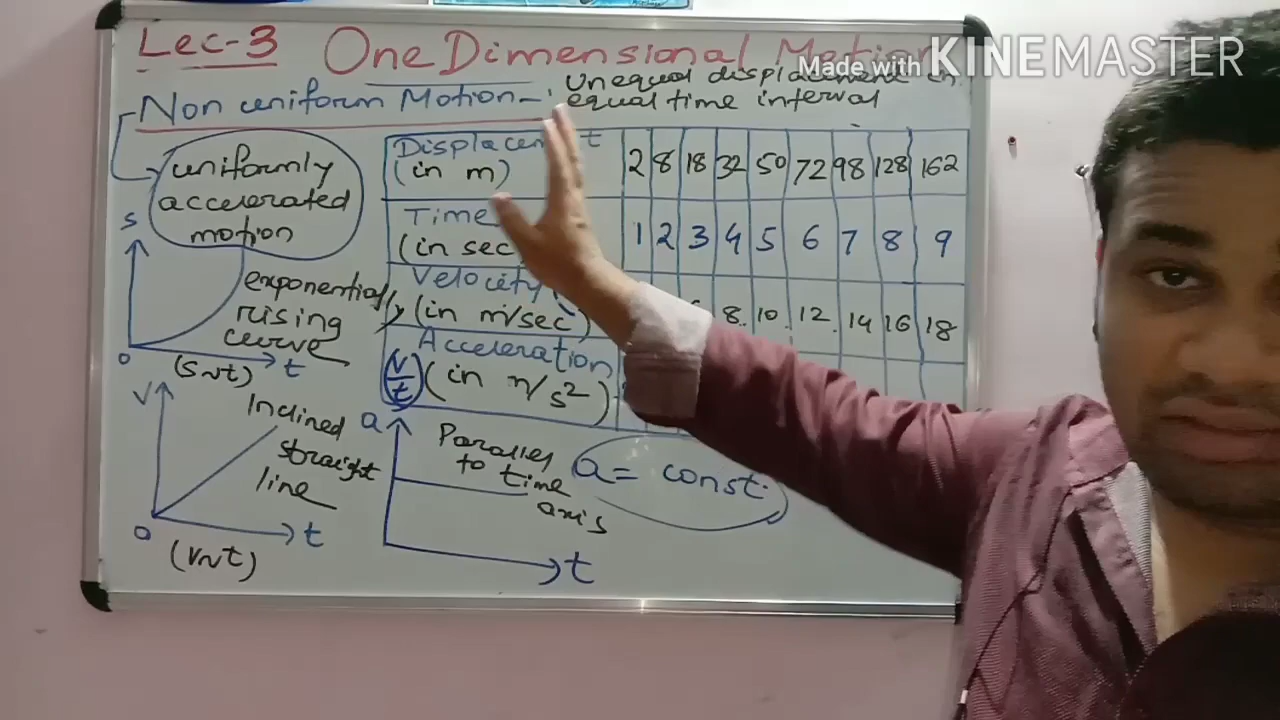 Lec-3 One Dimensional Motion
Made with KINEMASTER
Non uniform Motion - : unequal displacement in
equal time interval
uniformly
accelerated
motion
s
exponentially
rising
curve
o
t
(s~t)
V
Inclined
straight
line
o
t
(v~t)
(in m) 2 8 18 32 50 72 98 128 162
Time
(in sec 1 2 3 4 5 6 7 8 9
Velocity
(in m/sec) 8 10 12 14 16 18
Acceleration
v/t (in m/s²)
a
Parallel
to time
axis
t
a = const.